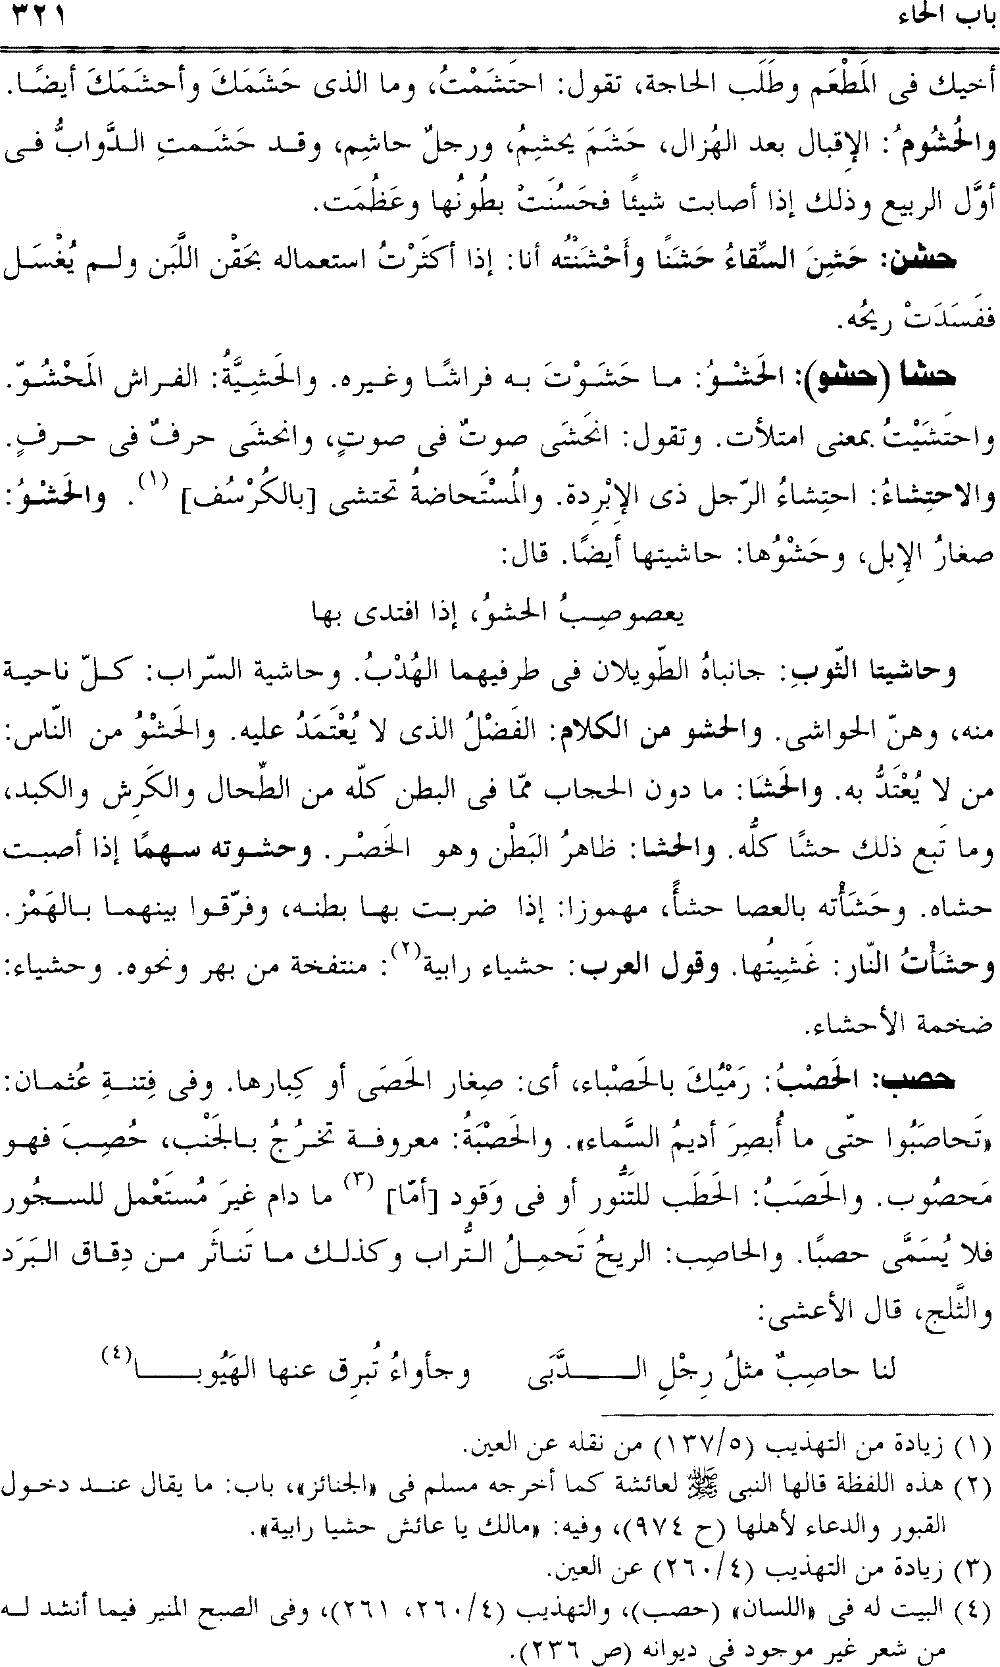 باب الحاء ٣٢١
أخيك فى المَطْعَم وطَلَب الحاجة، تقول: احتَشَمْتُ، وما الذى حَشَمَكَ وأحشَمَكَ أيضًا.
والحُشُومُ: الإقبال بعد الهُزال، حَشَمَ يحشِمُ، ورجلٌ حاشِم، وقد حَشَمتِ الدَّوابُّ فى
أوَّل الربيع وذلك إذا أصابت شيئًا فحَسُنَتْ بطُونُها وعَظُمَت.
حشن: حَشِنَ السِّقاءُ حَشَنًا وأَحْشَنْتُه أنا: إذا أكثَرْتُ استعماله بحَقْن اللَّبَن ولم يُغْسَل
ففَسَدَتْ ريحُه.
حشا (حشو): الحَشْوُ: ما حَشَوْتَ به فراشًا وغيره. والحَشِيَّةُ: الفراش المَحْشُوّ.
واحتَشَيْتُ بمعنى امتلأت. وتقول: انحَشَى صوتٌ فى صوتٍ، وانحشَى حرفٌ فى حرفٍ.
والاحتِشاءُ: احتِشاءُ الرّجل ذى الإبْرِدة. والمُسْتَحاضةُ تحتشى [بالكُرْسُف] (١). والحَشْوُ:
صغارُ الإبل، وحَشْوُها: حاشيتها أيضًا. قال:
يعصوصِبُ الحشوُ، إذا افتدى بها
وحاشيتا الثّوبِ: جانباهُ الطّويلان فى طرفيهما الهُدْبُ. وحاشية السّراب: كلّ ناحية
منه، وهنّ الحواشى. والحشو من الكلام: الفَضْلُ الذى لا يُعْتَمَدُ عليه. والحَشْوُ من النّاس:
من لا يُعْتَدُّ به. والحَشَا: ما دون الحجاب ممّا فى البطن كلّه من الطّحال والكَرِش والكبد،
وما تَبع ذلك حشًا كلُّه. والحشا: ظاهرُ البَطْن وهو الخَصْر. وحشوته سهمًا إذا أصبت
حشاه. وحَشَأْته بالعصا حشأً، مهموزا: إذا ضربت بها بطنه، وفرّقوا بينهما بالهَمْز.
وحشَأْتُ النّار: غَشِيتُها. وقول العرب: حشياء رابية(٢): منتفخة من بهر ونحوه. وحشياء:
ضخمة الأحشاء.
حصب: الحَصْبُ: رَمْيُكَ بالحَصْباء، أى: صِغار الحَصَى أو كِبارها. وفى فِتنةِ عُثمان:
«تَحاصَبُوا حتّى ما أُبصِرَ أديمُ السَّماء». والحَصْبَةُ: معروفة تخرُجُ بالجَنْب، حُصِبَ فهو
مَحصُوب. والحَصَبُ: الحَطَب للتَنُّور أو فى وَقود [أمّا] (٣) ما دام غيرَ مُستَعْمل للسجُور
فلا يُسَمَّى حصبًا. والحاصِب: الريحُ تَحمِلُ التُّراب وكذلك ما تَناثَر من دِقاق البَرَد
والثَّلج، قال الأعشى:
لنا حاصِبٌ مثلُ رِجْلِ الدَّبَى وجأواءُ تُبرِق عنها الهَيُوبا(٤)
(١) زيادة من التهذيب (١٣٧/٥) من نقله عن العين.
(٢) هذه اللفظة قالها النبى ﷺ لعائشة كما أخرجه مسلم فى «الجنائز»، باب: ما يقال عند دخول
القبور والدعاء لأهلها (ح ٩٧٤)، وفيه: «مالك يا عائش حشيا رابية».
(٣) زيادة من التهذيب (٢٦٠/٤) عن العين.
(٤) البيت له فى «اللسان» (حصب)، والتهذيب (٢٦٠/٤، ٢٦١)، وفى الصبح المنير فيما أنشد له
من شعر غير موجود فى ديوانه (ص ٢٣٦).